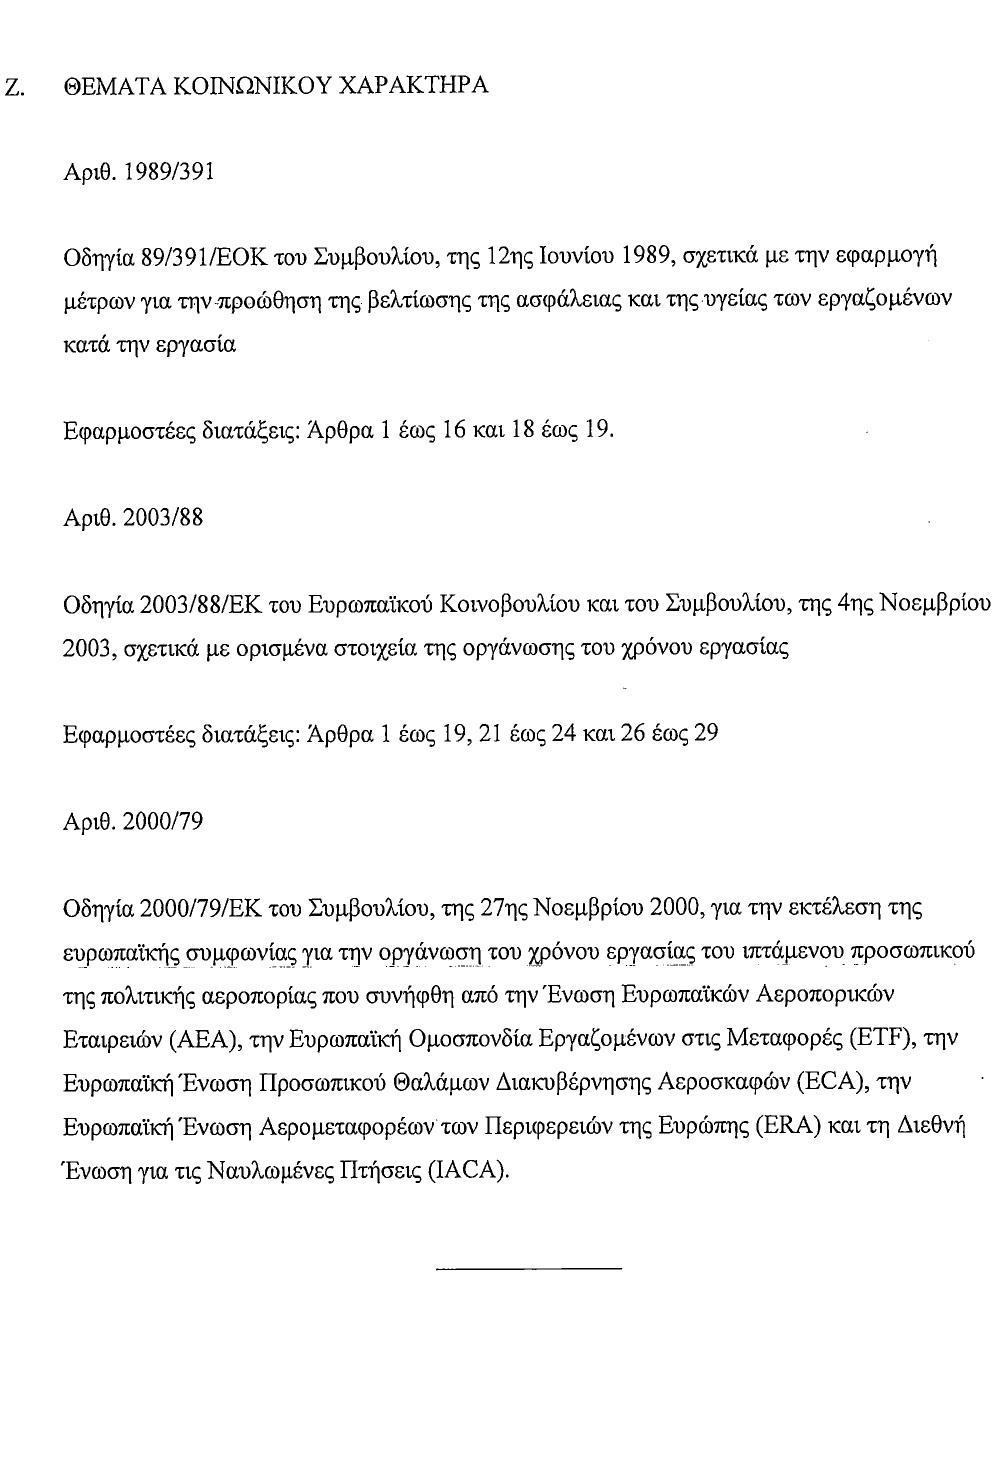 Ζ. ΘΕΜΑΤΑ ΚΟΙΝΩΝΙΚΟΥ ΧΑΡΑΚΤΗΡΑ
Αριθ. 1989/391
Οδηγία 89/391/ΕΟΚ του Συμβουλίου, της 12ης Ιουνίου 1989, σχετικά με την εφαρμογή
μέτρων για την προώθηση της βελτίωσης της ασφάλειας και της υγείας των εργαζομένων
κατά την εργασία
Εφαρμοστέες διατάξεις: Άρθρα 1 έως 16 και 18 έως 19.
Αριθ. 2003/88
Οδηγία 2003/88/ΕΚ του Ευρωπαϊκού Κοινοβουλίου και του Συμβουλίου, της 4ης Νοεμβρίου
2003, σχετικά με ορισμένα στοιχεία της οργάνωσης του χρόνου εργασίας
Εφαρμοστέες διατάξεις: Άρθρα 1 έως 19, 21 έως 24 και 26 έως 29
Αριθ. 2000/79
Οδηγία 2000/79/ΕΚ του Συμβουλίου, της 27ης Νοεμβρίου 2000, για την εκτέλεση της
ευρωπαϊκής συμφωνίας για την οργάνωση του χρόνου εργασίας του ιπτάμενου προσωπικού
της πολιτικής αεροπορίας που συνήφθη από την Ένωση Ευρωπαϊκών Αεροπορικών
Εταιρειών (AEA), την Ευρωπαϊκή Ομοσπονδία Εργαζομένων στις Μεταφορές (ETF), την
Ευρωπαϊκή Ένωση Προσωπικού Θαλάμων Διακυβέρνησης Αεροσκαφών (ECA), την
Ευρωπαϊκή Ένωση Αερομεταφορέων των Περιφερειών της Ευρώπης (ERA) και τη Διεθνή
Ένωση για τις Ναυλωμένες Πτήσεις (IACA).